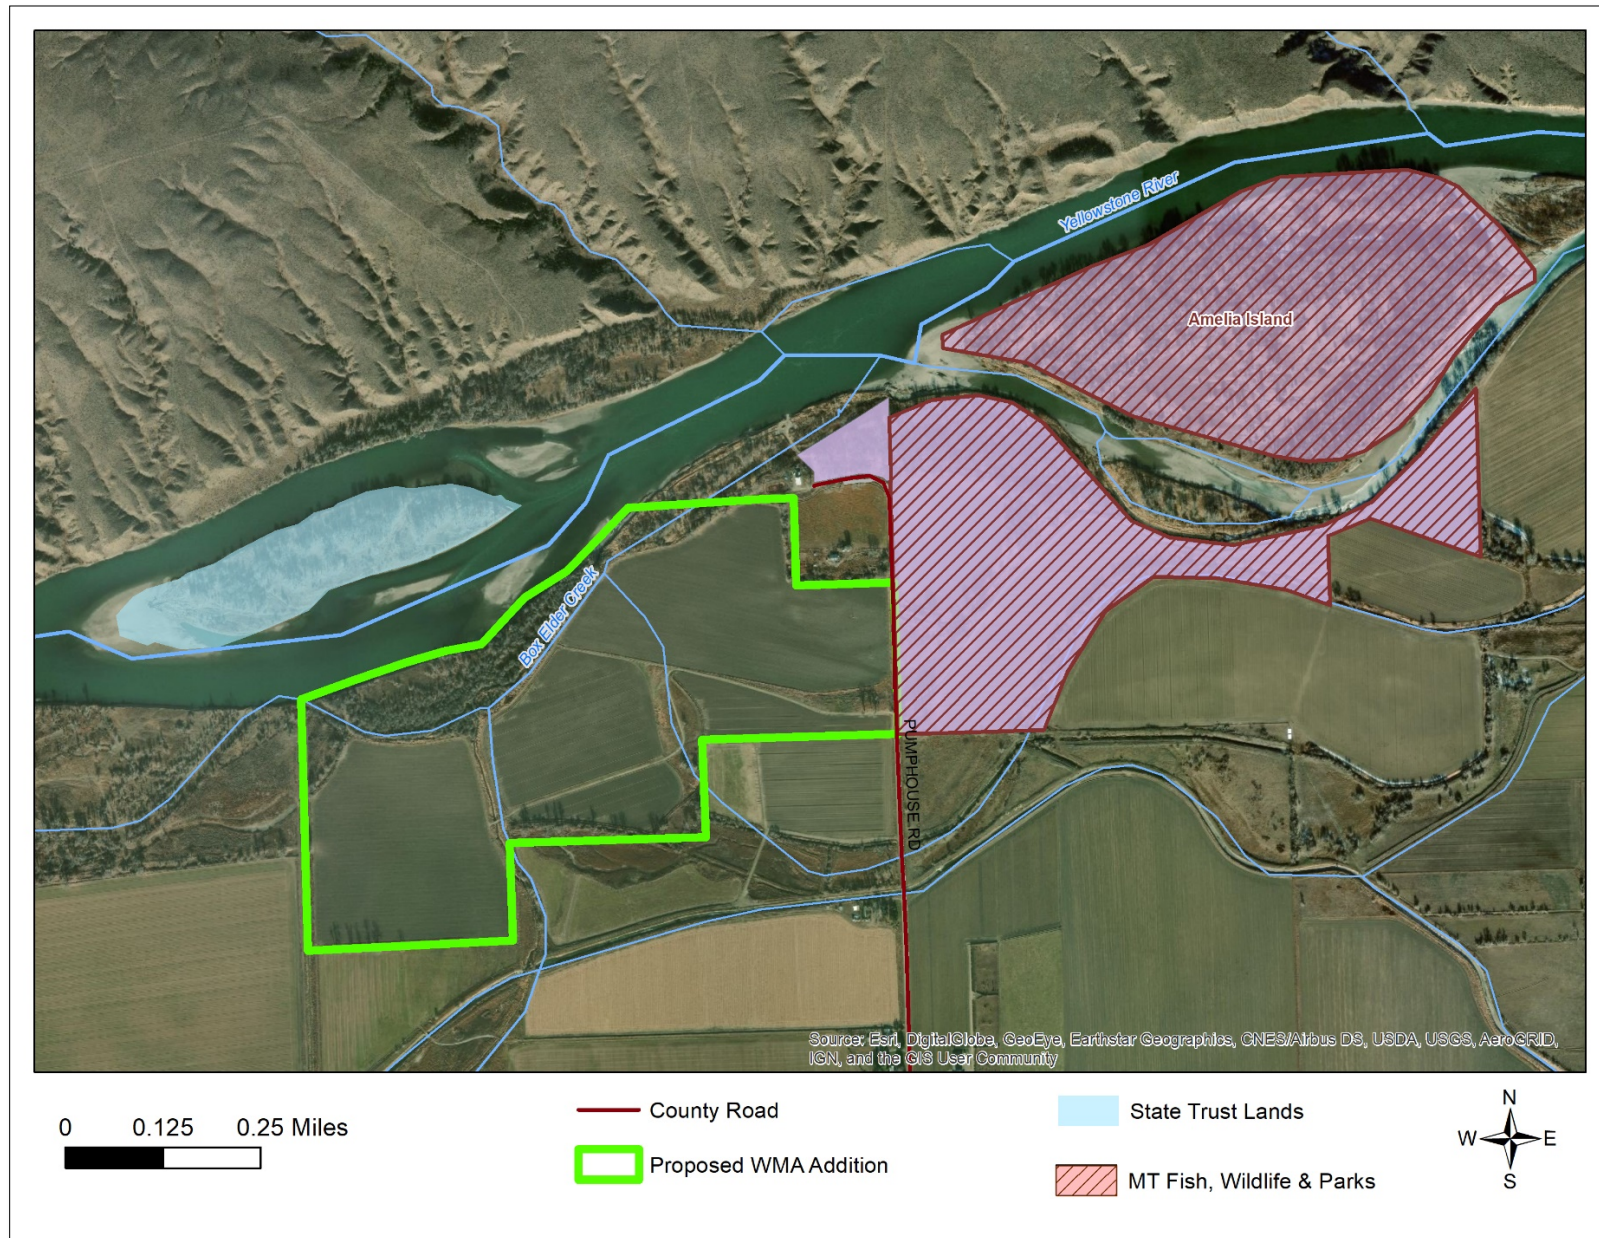 Yellowstone River
Amelia Island
Box Elder Creek
PUMPHOUSE RD
Source: Esri, DigitalGlobe, GeoEye, Earthstar Geographics, CNES/Airbus DS, USDA, USGS, AeroGRID,
IGN, and the GIS User Community
0 0.125 0.25 Miles
County Road
Proposed WMA Addition
State Trust Lands
MT Fish, Wildlife & Parks
N
W E
S